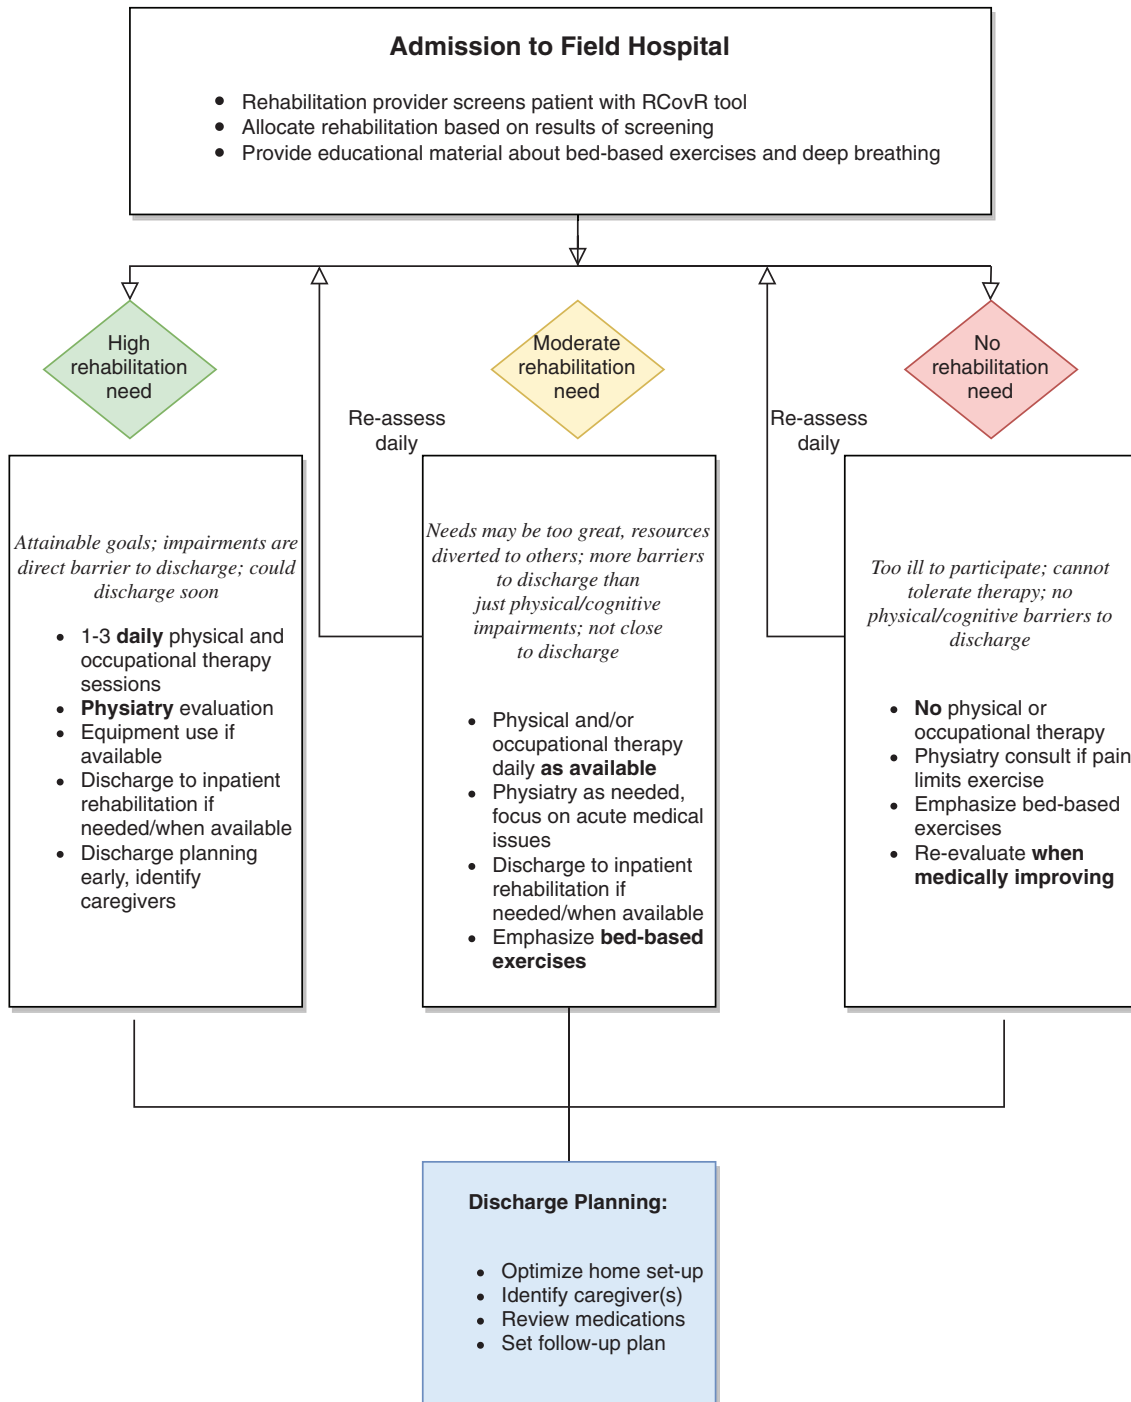 Admission to Field Hospital
• Rehabilitation provider screens patient with RCovR tool
• Allocate rehabilitation based on results of screening
• Provide educational material about bed-based exercises and deep breathing
High
rehabilitation
need
Moderate
rehabilitation
need
No
rehabilitation
need
Re-assess
daily
Re-assess
daily
Attainable goals; impairments are
direct barrier to discharge; could
discharge soon
• 1-3 daily physical and
occupational therapy
sessions
• Physiatry evaluation
• Equipment use if
available
• Discharge to inpatient
rehabilitation if
needed/when available
• Discharge planning
early, identify
caregivers
Needs may be too great, resources
diverted to others; more barriers
to discharge than
just physical/cognitive
impairments; not close
to discharge
• Physical and/or
occupational therapy
daily as available
• Physiatry as needed,
focus on acute medical
issues
• Discharge to inpatient
rehabilitation if
needed/when available
• Emphasize bed-based
exercises
Too ill to participate; cannot
tolerate therapy; no
physical/cognitive barriers to
discharge
• No physical or
occupational therapy
• Physiatry consult if pain
limits exercise
• Emphasize bed-based
exercises
• Re-evaluate when
medically improving
Discharge Planning:
• Optimize home set-up
• Identify caregiver(s)
• Review medications
• Set follow-up plan